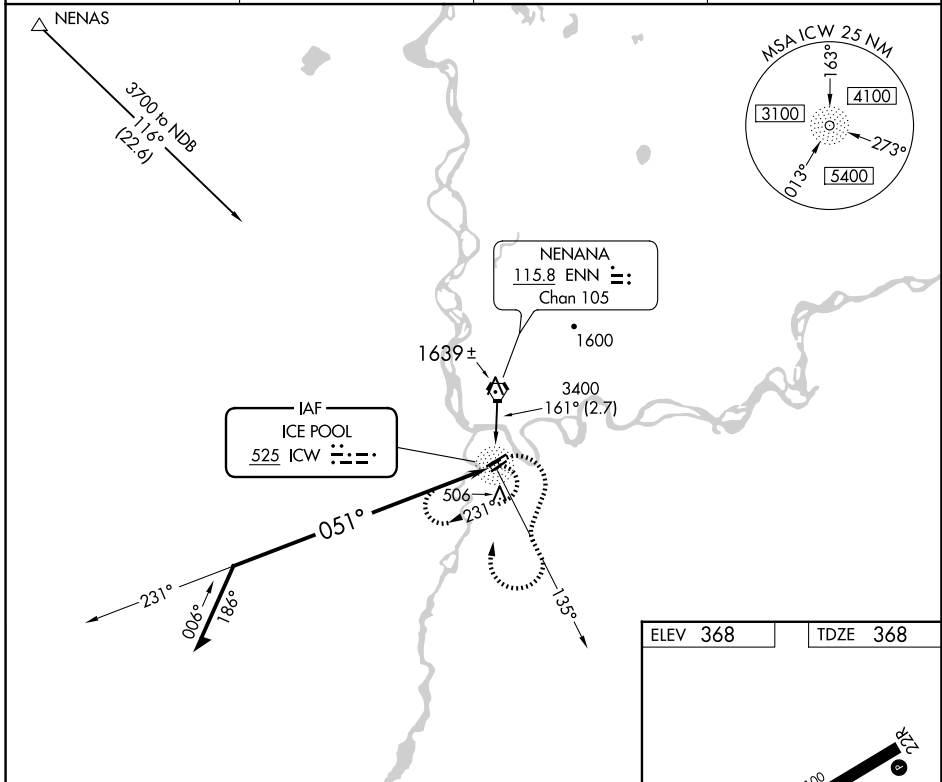 NENAS
3700 to NDB
116°
(22.6)
MSA ICW 25 NM
163°
4100
3100
273°
013°
5400
NENANA
115.8 ENN
Chan 105
1600
1639 ±
3400
161° (2.7)
IAF
ICE POOL
525 ICW
506
231°
051°
231°
006°
186°
135°
ELEV 368
TDZE 368
22R
P